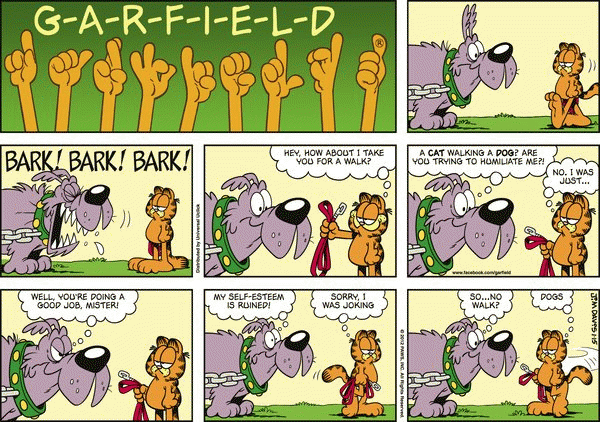 G-A-R-F-I-E-L-D
®
BARK! BARK! BARK!
Distributed by Universal Uclick
HEY, HOW ABOUT I TAKE
YOU FOR A WALK?
A CAT WALKING A DOG? ARE
YOU TRYING TO HUMILIATE ME?!
NO. I WAS
JUST...
www.facebook.com/garfield
WELL, YOU'RE DOING A
GOOD JOB, MISTER!
MY SELF-ESTEEM
IS RUINED!
SORRY, I
WAS JOKING
© 2012 PAWS, INC. All Rights Reserved.
SO...NO
WALK?
DOGS
JIM DAVIS 1·15